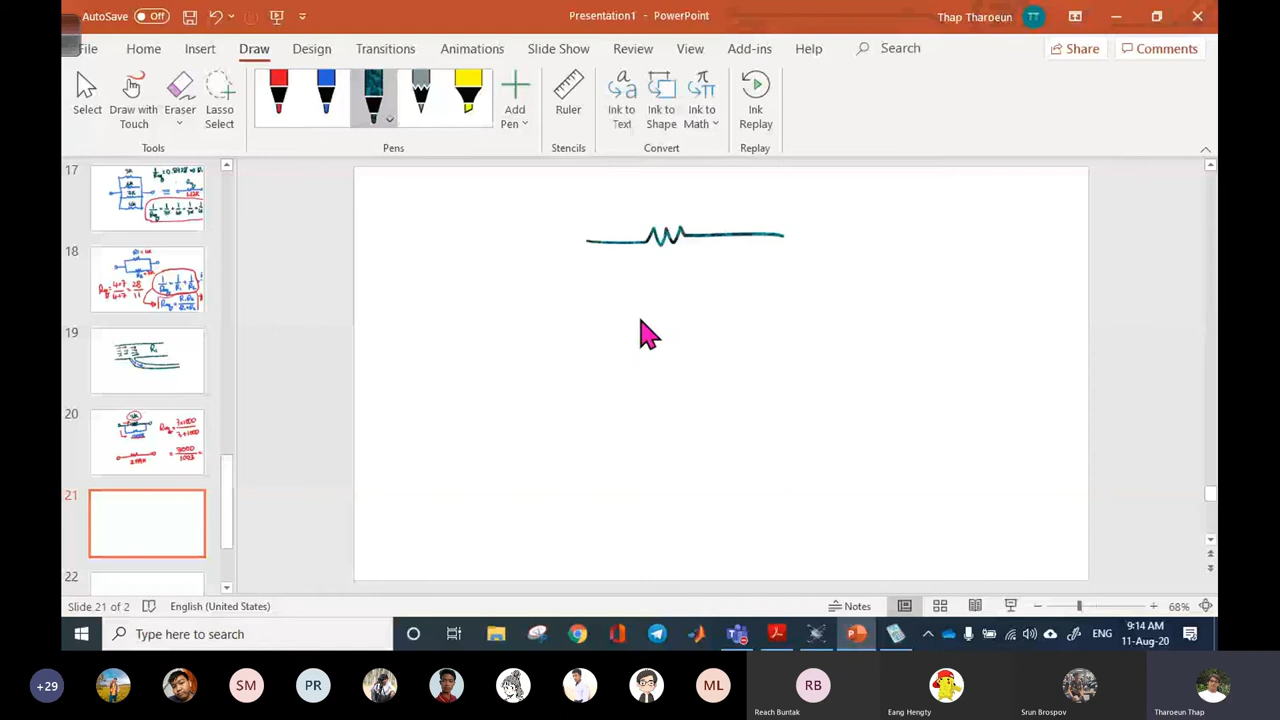 AutoSave Off
Presentation1 - PowerPoint
Thap Tharoeun TT
File Home Insert Draw Design Transitions Animations Slide Show Review View Add-ins Help Search
Share Comments
Select
Draw with Touch
Eraser
Lasso Select
Add Pen
Ruler
Ink to Text
Ink to Shape
Ink to Math
Ink Replay
Tools
Pens
Stencils
Convert
Replay
17
18
19
20
21
22
Slide 21 of 2
English (United States)
Notes
68%
Type here to search
ENG
9:14 AM
11-Aug-20
+29
SM
PR
ML
RB
Reach Buntak
Eang Hengty
Srun Brospov
Tharoeun Thap